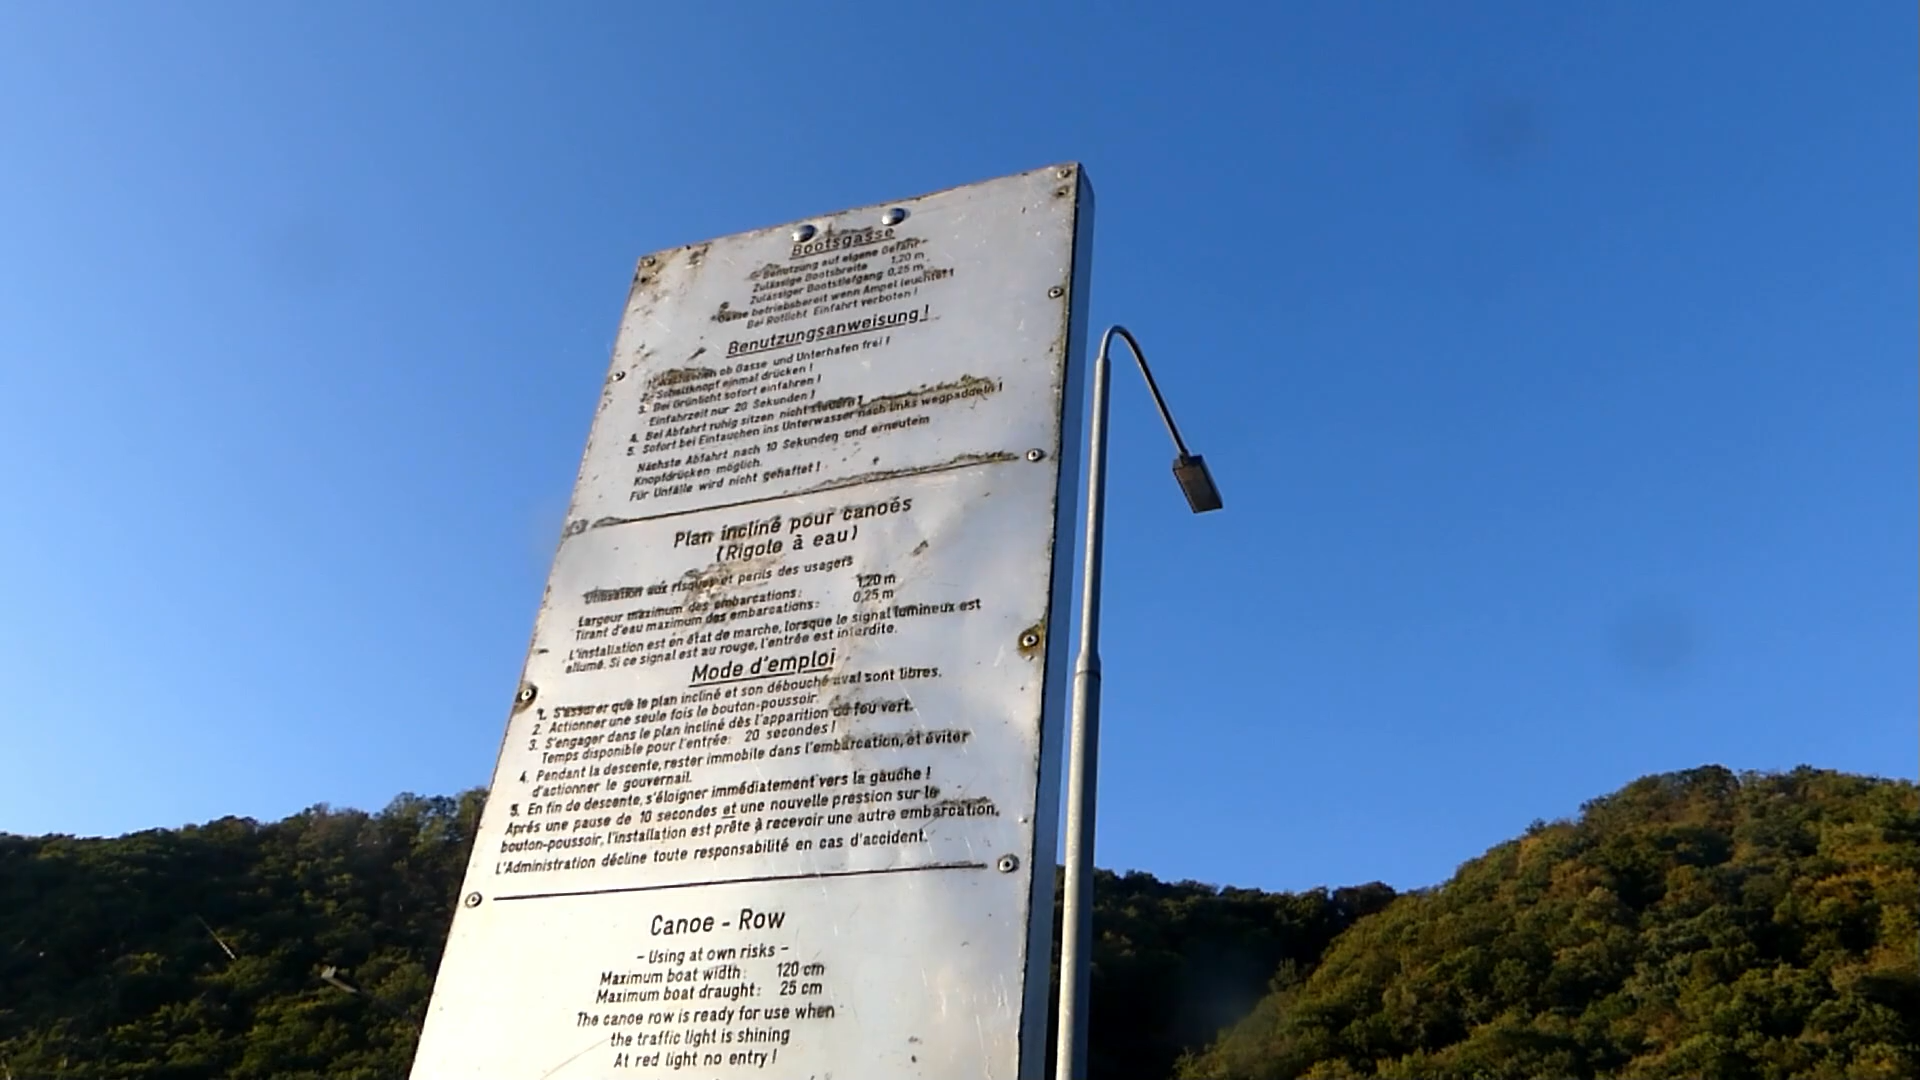 Bootsgasse
Benutzung auf eigene Gefahr
Zulässige Bootsbreite 1,20 m
Zulässiger Bootstiefgang 0,25 m
Gasse betriebsbereit wenn Ampel leuchtet!
Bei Rotlicht Einfahrt verboten!
Benutzungsanweisung!
1. ob Gasse und Unterhafen frei!
2. Schaltknopf einmal drücken!
3. Bei Grünlicht sofort einfahren!
Einfahrzeit nur 20 Sekunden!
4. Bei Abfahrt ruhig sitzen nicht steuern!
5. Sofort bei Eintauchen ins Unterwasser nach links wegpaddeln!
Nächste Abfahrt nach 10 Sekunden und erneutem
Knopfdrücken möglich.
Für Unfälle wird nicht gehaftet!
Plan incliné pour canoés
(Rigole à eau)
Utilisation aux risques et perils des usagers
Largeur maximum des embarcations: 1,20 m
Tirant d'eau maximum des embarcations: 0,25 m
L'installation est en état de marche, lorsque le signal lumineux est
allumé. Si ce signal est au rouge, l'entrée est interdite.
Mode d'emploi
1. S'assurer que le plan incliné et son débouché aval sont libres.
2. Actionner une seule fois le bouton-poussoir.
3. S'engager dans le plan incliné dès l'apparition du feu vert.
Temps disponible pour l'entrée: 20 secondes!
4. Pendant la descente, rester immobile dans l'embarcation, et éviter
d'actionner le gouvernail.
5. En fin de descente, s'éloigner immédiatement vers la gauche!
Aprés une pause de 10 secondes et une nouvelle pression sur le
bouton-poussoir, l'installation est prête à recevoir une autre embarcation.
L'Administration décline toute responsabilité en cas d'accident.
Canoe - Row
- Using at own risks -
Maximum boat width: 120 cm
Maximum boat draught: 25 cm
The canoe row is ready for use when
the traffic light is shining
At red light no entry!